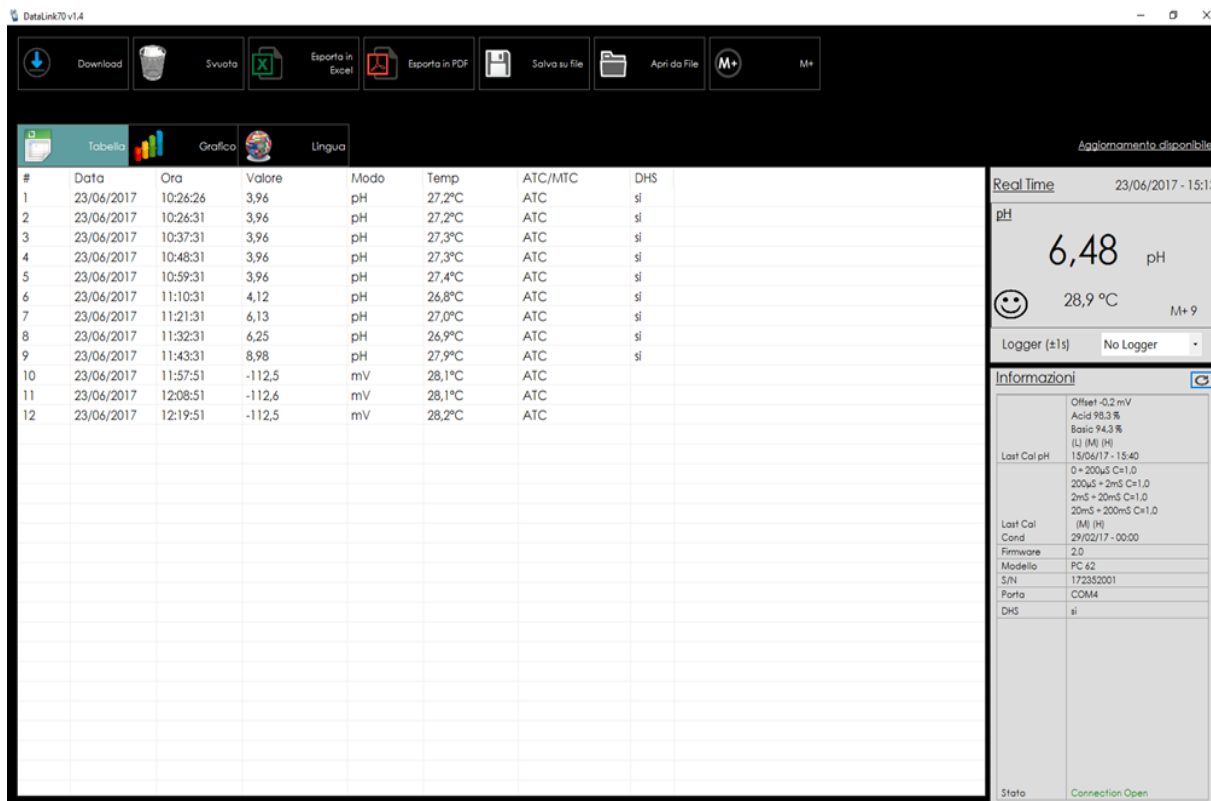 DataLink70 v1.4
Download Svuota Esporta in Excel Esporta in PDF Salva su file Apri da File M+ M+
Tabella Grafico Lingua
Aggiornamento disponibile
# Data Ora Valore Modo Temp ATC/MTC DHS
1 23/06/2017 10:26:26 3,96 pH 27,2°C ATC si
2 23/06/2017 10:26:31 3,96 pH 27,2°C ATC si
3 23/06/2017 10:37:31 3,96 pH 27,3°C ATC si
4 23/06/2017 10:48:31 3,96 pH 27,3°C ATC si
5 23/06/2017 10:59:31 3,96 pH 27,4°C ATC si
6 23/06/2017 11:10:31 4,12 pH 26,8°C ATC si
7 23/06/2017 11:21:31 6,13 pH 27,0°C ATC si
8 23/06/2017 11:32:31 6,25 pH 26,9°C ATC si
9 23/06/2017 11:43:31 8,98 pH 27,9°C ATC si
10 23/06/2017 11:57:51 -112,5 mV 28,1°C ATC
11 23/06/2017 12:08:51 -112,6 mV 28,1°C ATC
12 23/06/2017 12:19:51 -112,5 mV 28,2°C ATC
Real Time 23/06/2017 - 15:1
pH
6,48 pH
28,9 °C
M+ 9
Logger (±1s) No Logger
Informazioni
Offset -0,2 mV
Acid 98,3 %
Basic 94,3 %
(L) (M) (H)
Last Cal pH 15/06/17 - 15:40
0 ÷ 200µS C=1,0
200µS ÷ 2mS C=1,0
2mS ÷ 20mS C=1,0
20mS ÷ 200mS C=1,0
Last Cal (M) (H)
Cond 29/02/17 - 00:00
Firmware 2.0
Modello PC 62
S/N 172352001
Porta COM4
DHS si
Stato Connection Open